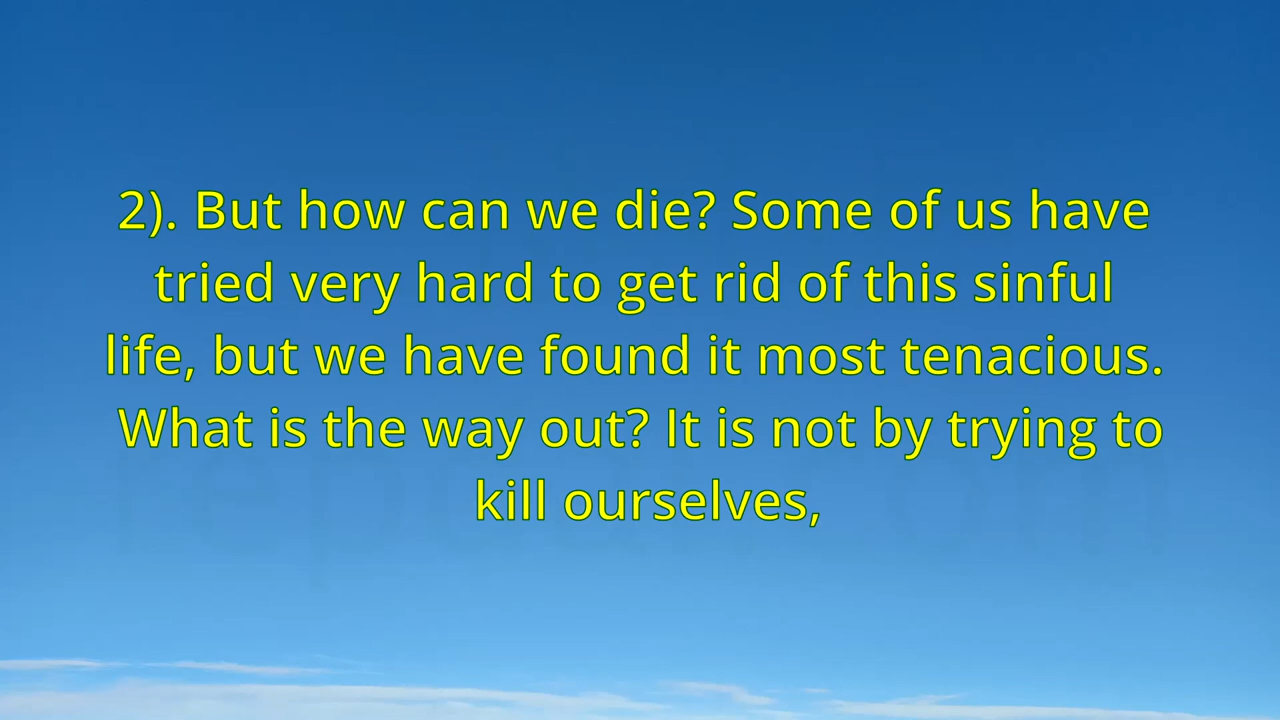 2). But how can we die? Some of us have
tried very hard to get rid of this sinful
life, but we have found it most tenacious.
What is the way out? It is not by trying to
kill ourselves,